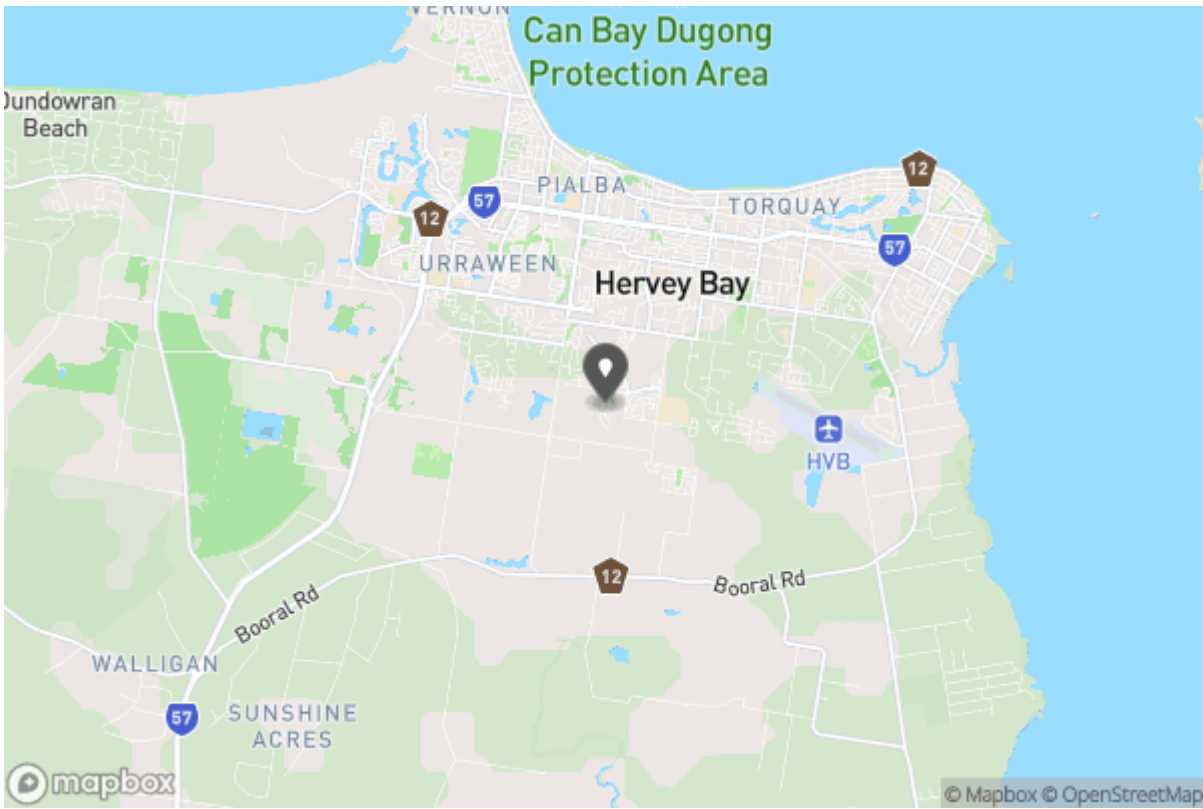 VERNON
Can Bay Dugong
Protection Area
Dundowran
Beach
12
PIALBA
57
TORQUAY
12
57
URRAWEEN
Hervey Bay
HVB
12
Booral Rd
Booral Rd
WALLIGAN
57
SUNSHINE
ACRES
mapbox
© Mapbox © OpenStreetMap